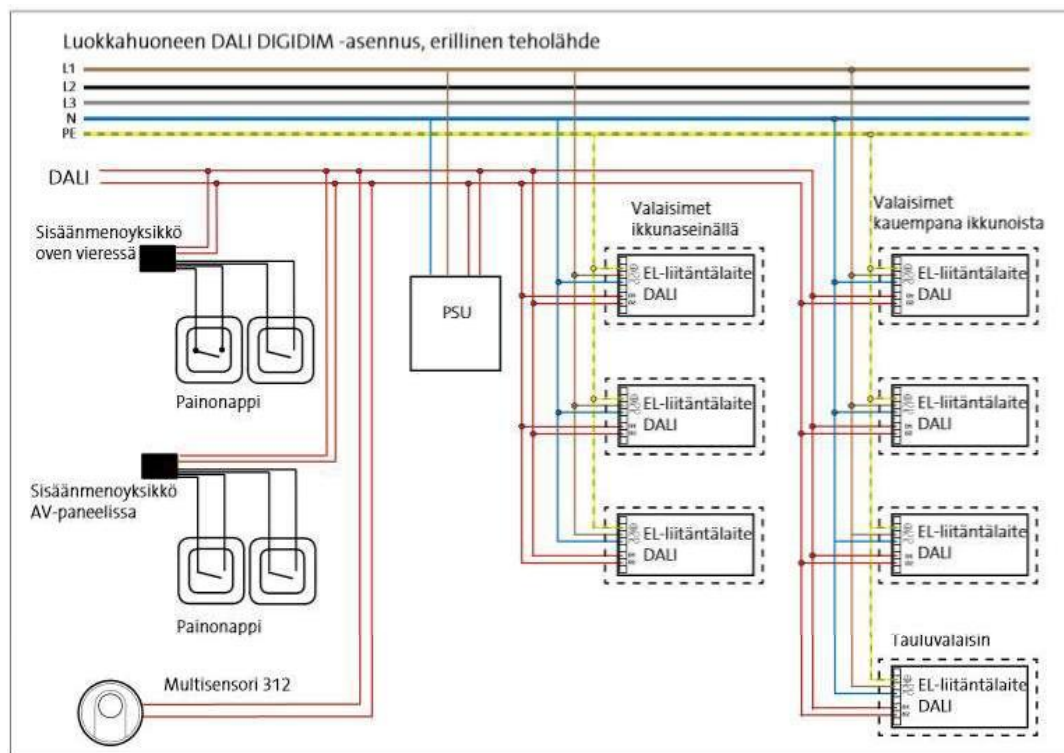 Luokkahuoneen DALI DIGIDIM -asennus, erillinen teholähde
L1
L2
L3
N
PE
DALI
Sisäänmenoyksikkö
oven vieressä
Painonappi
Sisäänmenoyksikkö
AV-paneelissa
Painonappi
Multisensori 312
PSU
Valaisimet
ikkunaseinällä
EL-liitäntälaite
DALI
EL-liitäntälaite
DALI
EL-liitäntälaite
DALI
Valaisimet
kauempana ikkunoista
EL-liitäntälaite
DALI
EL-liitäntälaite
DALI
EL-liitäntälaite
DALI
Tauluvalaisin
EL-liitäntälaite
DALI